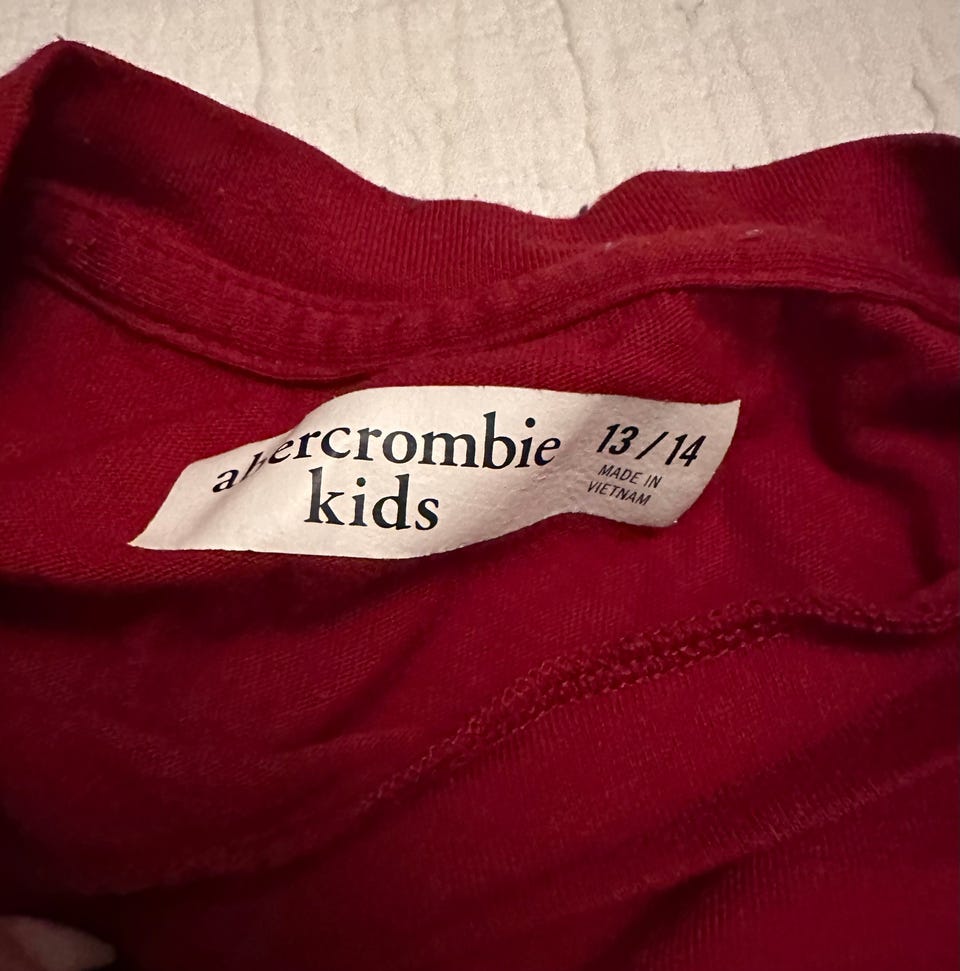 abercrombie
kids
13/14
MADE IN
VIETNAM